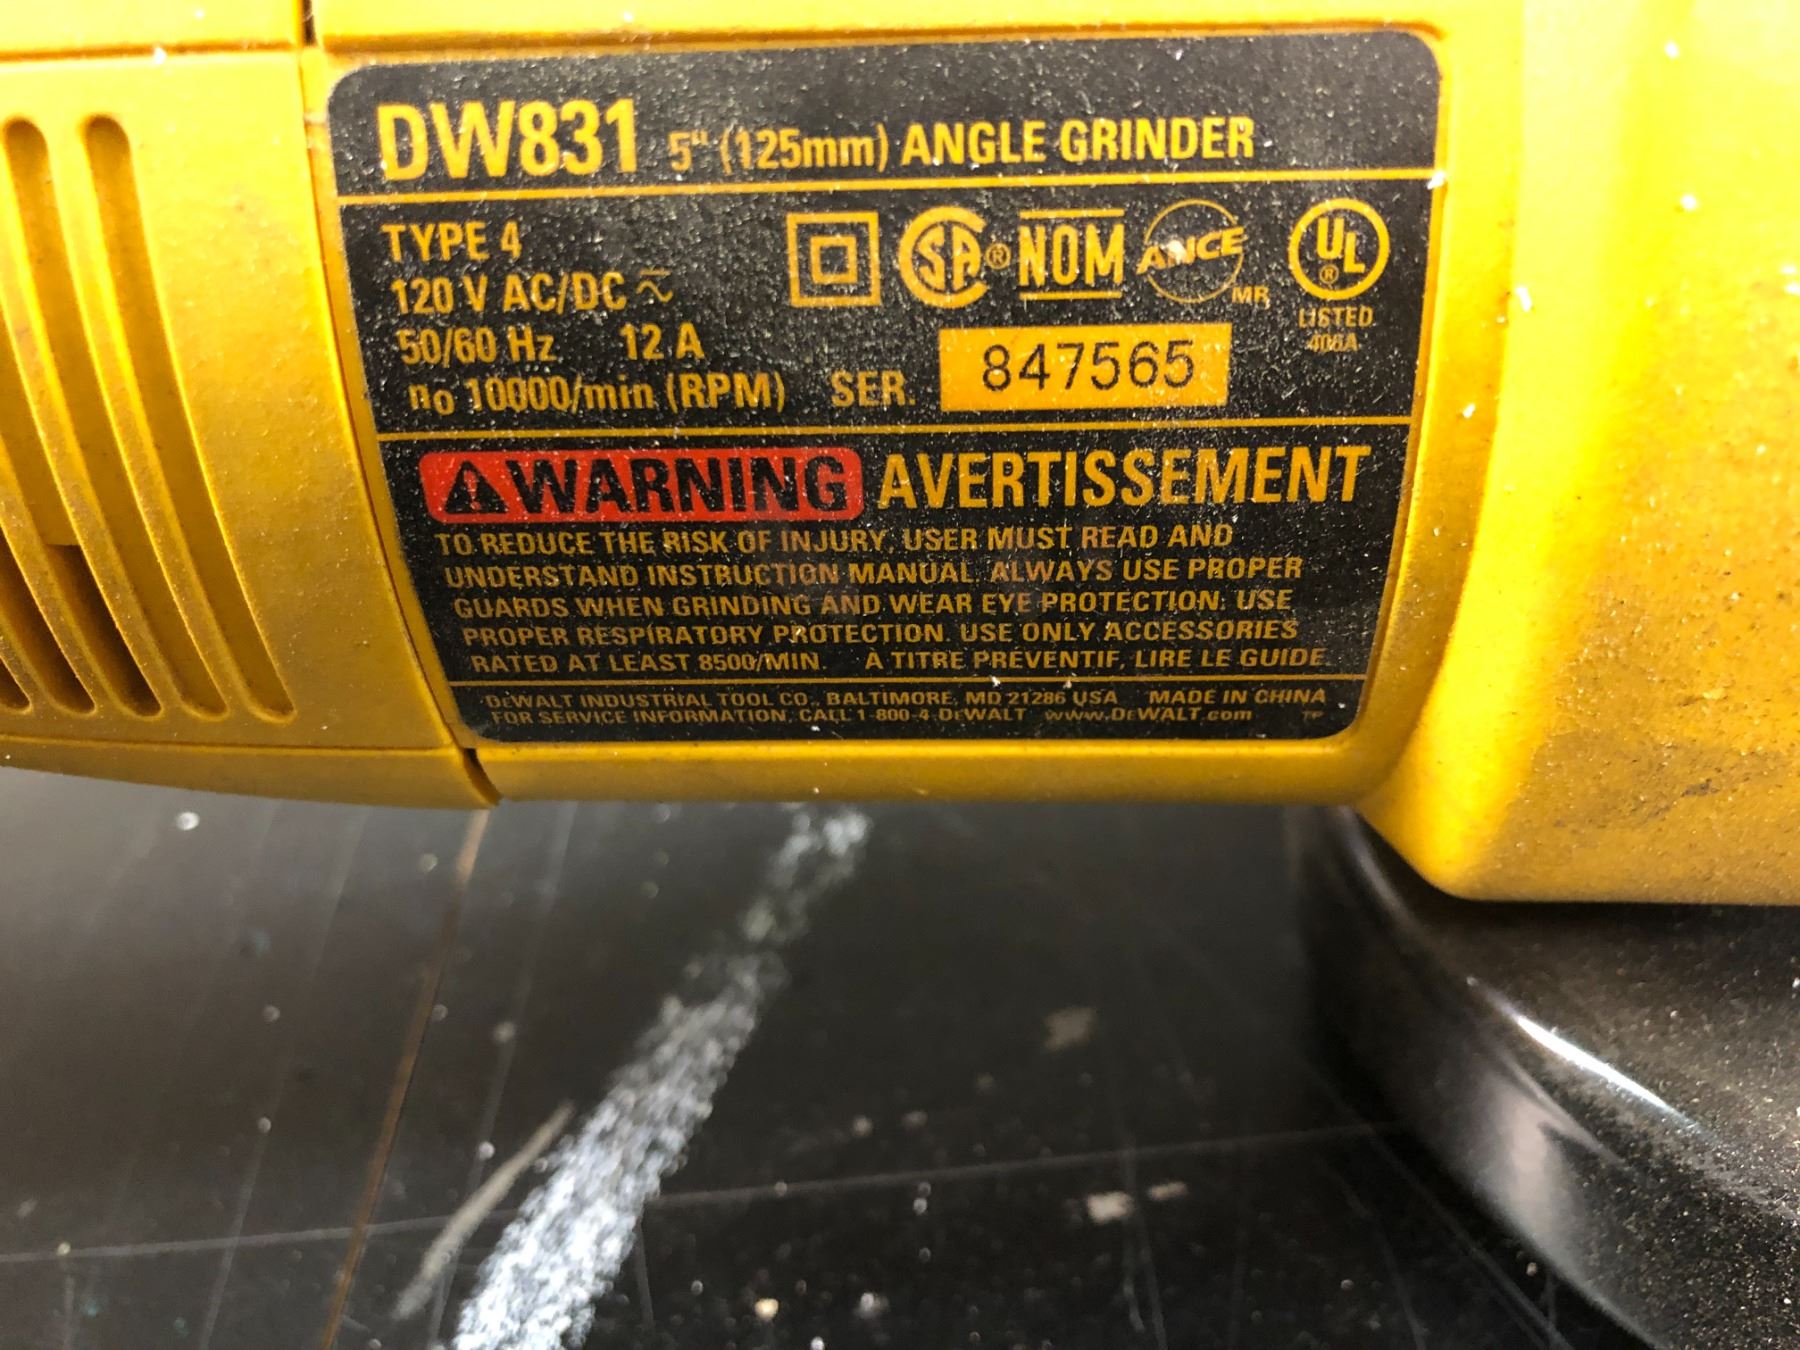 DW831 5" (125mm) ANGLE GRINDER
TYPE 4
120 V AC/DC
50/60 Hz 12 A
no 10000/min (RPM) SER. 847565
SA® NOM ANCE MR UL®
LISTED
406A
WARNING AVERTISSEMENT
TO REDUCE THE RISK OF INJURY, USER MUST READ AND
UNDERSTAND INSTRUCTION MANUAL. ALWAYS USE PROPER
GUARDS WHEN GRINDING AND WEAR EYE PROTECTION. USE
PROPER RESPIRATORY PROTECTION. USE ONLY ACCESSORIES
RATED AT LEAST 8500/MIN. À TITRE PRÉVENTIF, LIRE LE GUIDE
DEWALT INDUSTRIAL TOOL CO., BALTIMORE, MD 21286 USA MADE IN CHINA
FOR SERVICE INFORMATION, CALL 1-800-4-DEWALT www.DEWALT.com